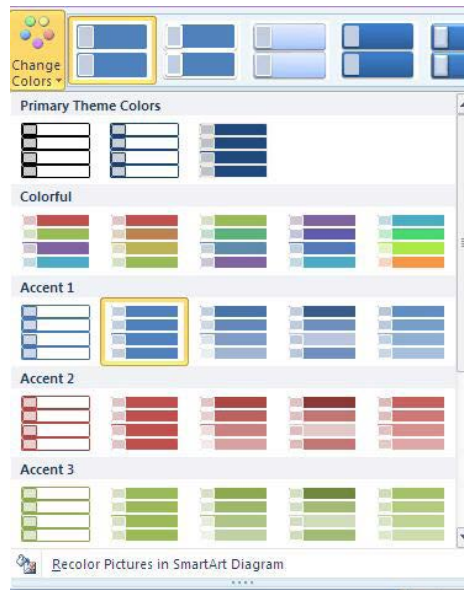 Change
Colors
Primary Theme Colors
Colorful
Accent 1
Accent 2
Accent 3
Recolor Pictures in SmartArt Diagram